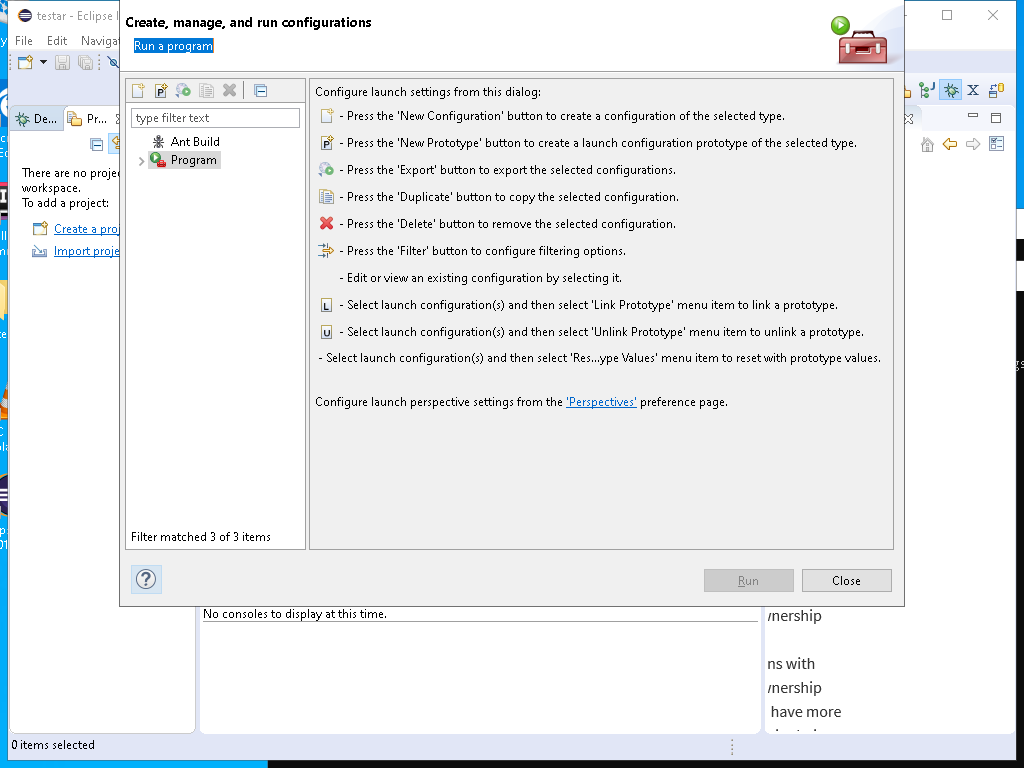 testar - Eclipse I
Create, manage, and run configurations
Run a program
File Edit Naviga
De...
Pr...
type filter text
Ant Build
Program
Filter matched 3 of 3 items
There are no proje
workspace.
To add a project:
Create a proj
Import proje
Configure launch settings from this dialog:
- Press the 'New Configuration' button to create a configuration of the selected type.
- Press the 'New Prototype' button to create a launch configuration prototype of the selected type.
- Press the 'Export' button to export the selected configurations.
- Press the 'Duplicate' button to copy the selected configuration.
- Press the 'Delete' button to remove the selected configuration.
- Press the 'Filter' button to configure filtering options.
- Edit or view an existing configuration by selecting it.
L - Select launch configuration(s) and then select 'Link Prototype' menu item to link a prototype.
U - Select launch configuration(s) and then select 'Unlink Prototype' menu item to unlink a prototype.
- Select launch configuration(s) and then select 'Res...ype Values' menu item to reset with prototype values.
Configure launch perspective settings from the 'Perspectives' preference page.
Run
Close
No consoles to display at this time.
nership
ns with
nership
have more
0 items selected